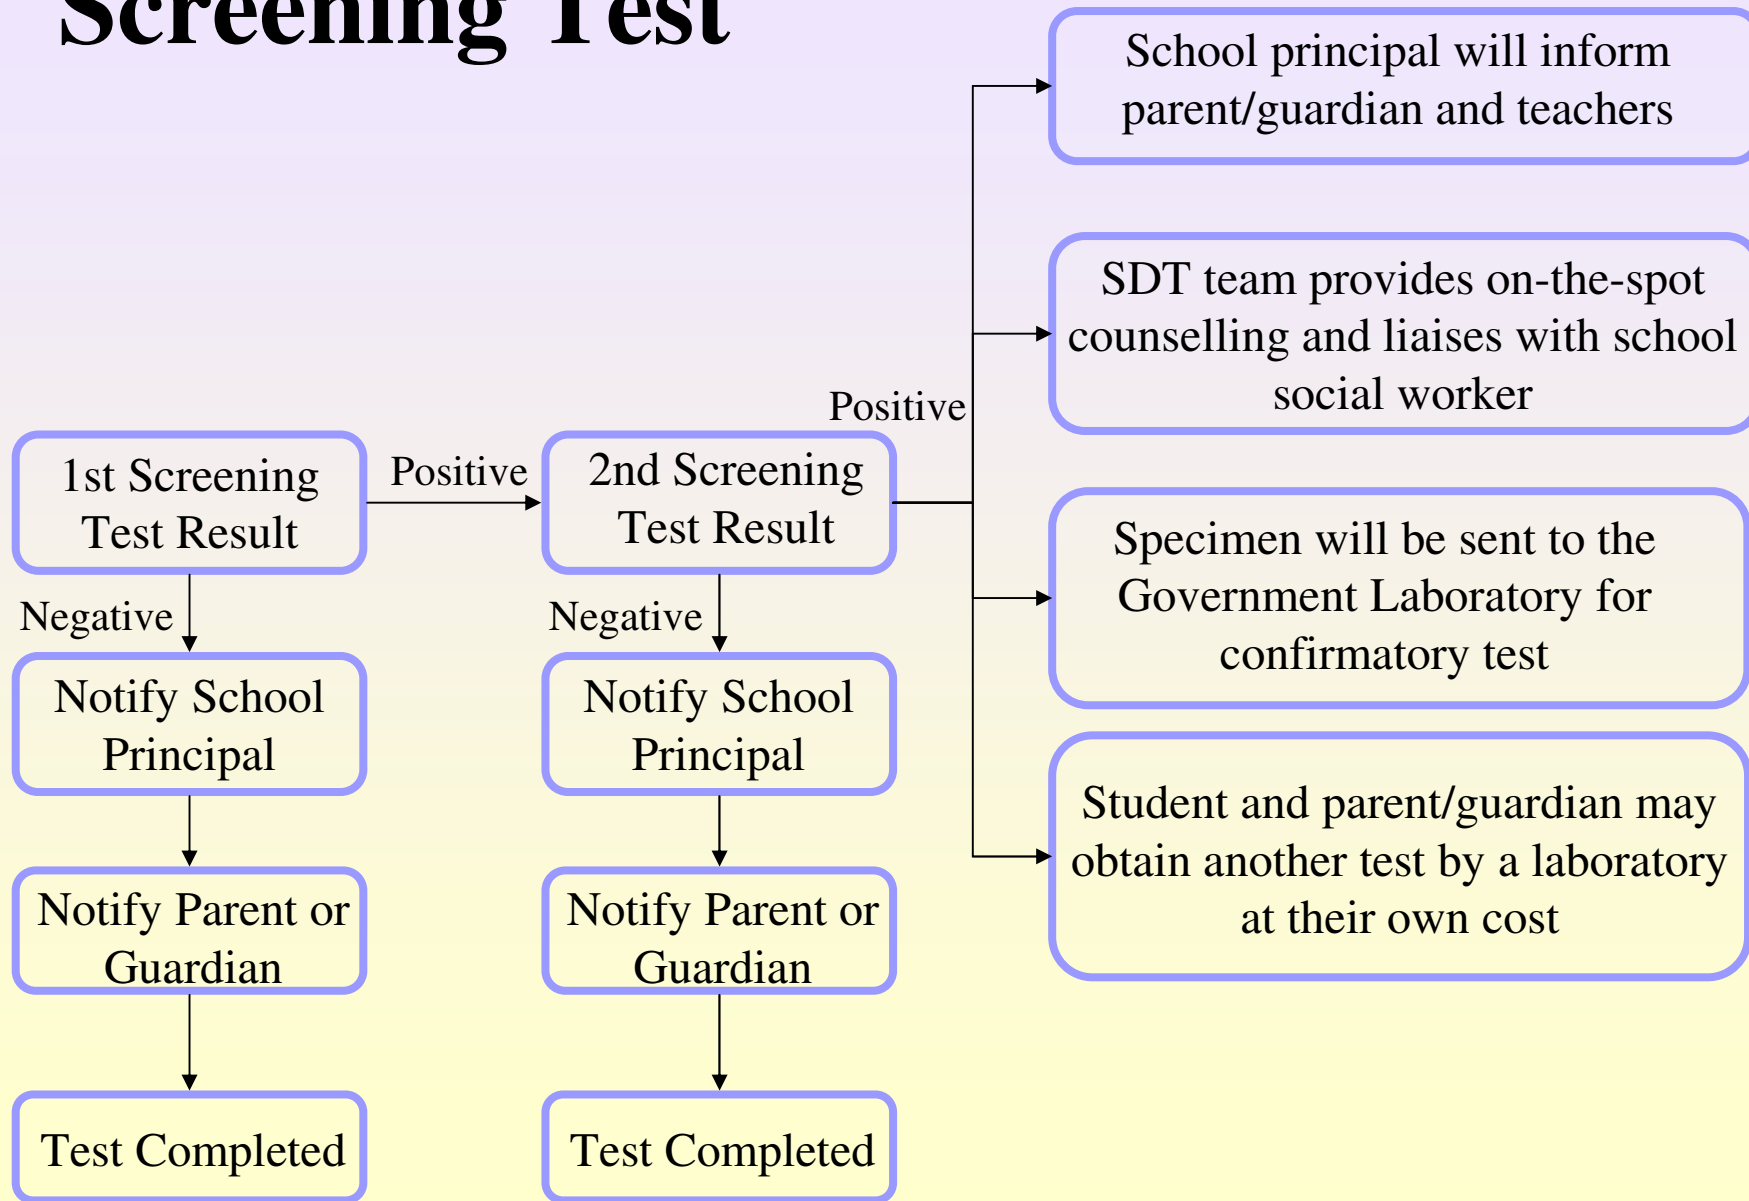 Screening Test
School principal will inform
parent/guardian and teachers
SDT team provides on-the-spot
counselling and liaises with school
social worker
Positive
1st Screening
Test Result
Positive
2nd Screening
Test Result
Specimen will be sent to the
Government Laboratory for
confirmatory test
Negative
Negative
Notify School
Principal
Notify School
Principal
Student and parent/guardian may
obtain another test by a laboratory
at their own cost
Notify Parent or
Guardian
Notify Parent or
Guardian
Test Completed
Test Completed